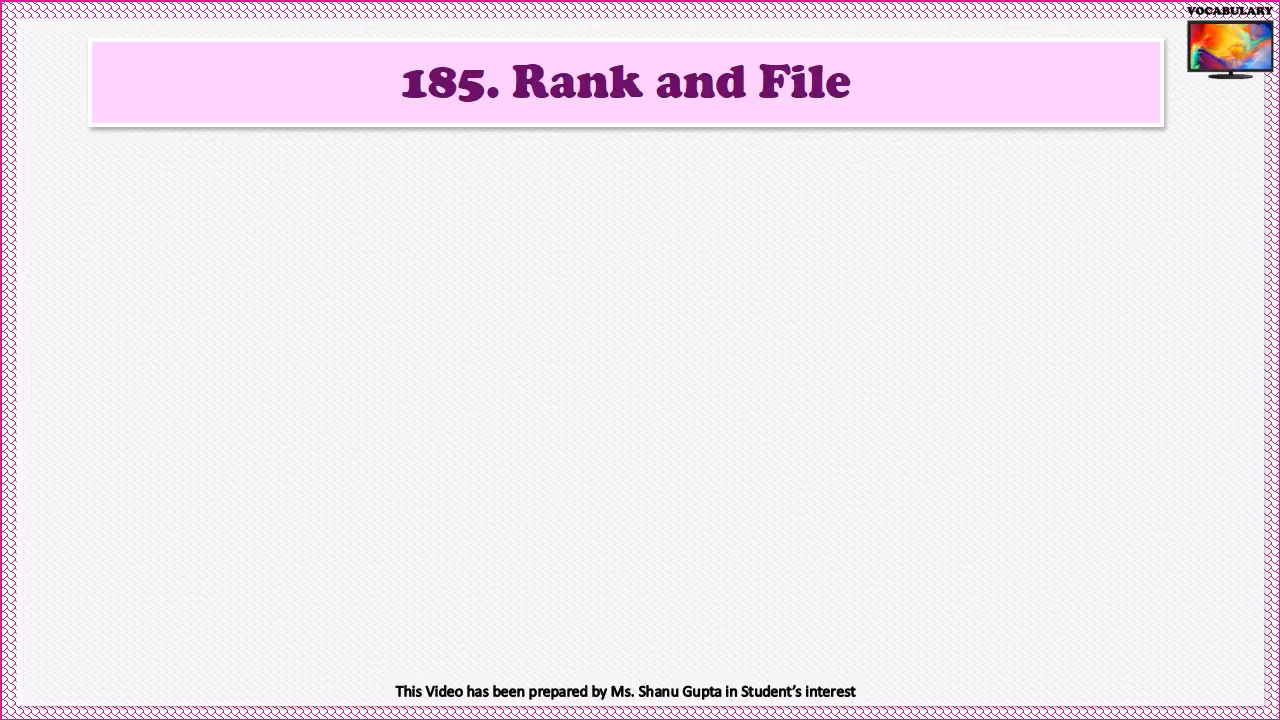 VOCABULARY
185. Rank and File
This Video has been prepared by Ms. Shanu Gupta in Student’s interest